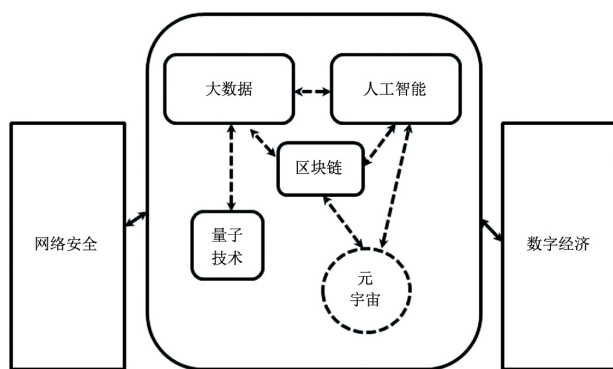 大数据
人工智能
区块链
网络安全
量子
技术
数字经济
元
宇宙